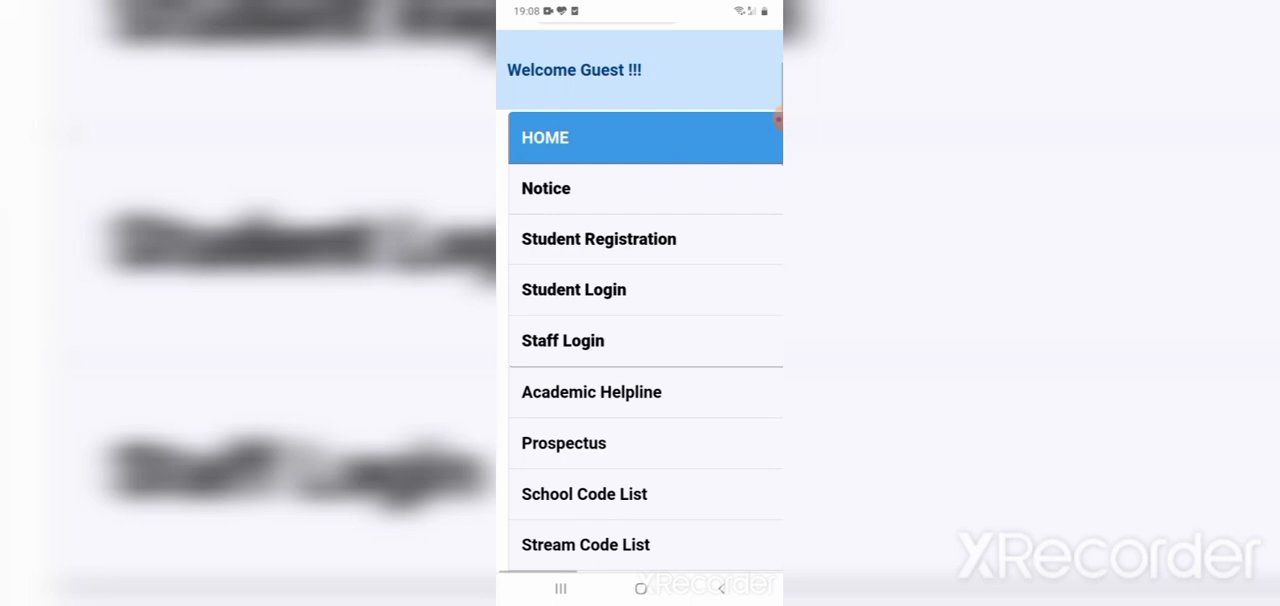 19:08
Welcome Guest !!!
HOME
Notice
Student Registration
Student Login
Staff Login
Academic Helpline
Prospectus
School Code List
Stream Code List
XRecorder
XRecorder